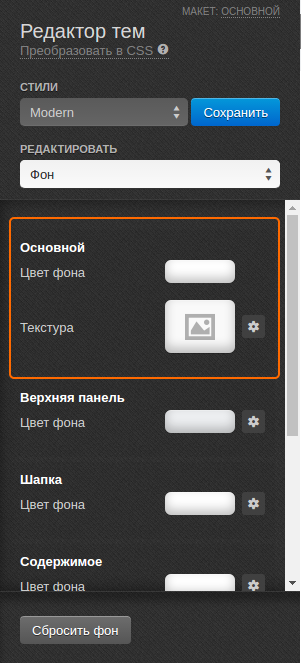 МАКЕТ: ОСНОВНОЙ
Редактор тем
Преобразовать в CSS ?
СТИЛИ
Modern
Сохранить
РЕДАКТИРОВАТЬ
Фон
Основной
Цвет фона
Текстура
Верхняя панель
Цвет фона
Шапка
Цвет фона
Содержимое
Цвет фона
Сбросить фон